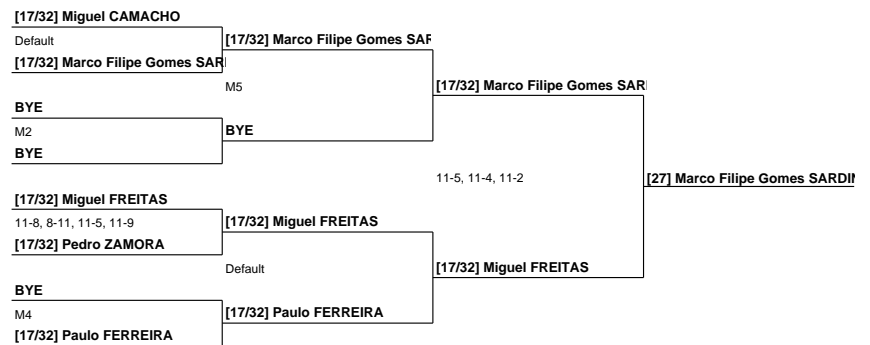 [17/32] Miguel CAMACHO
Default
[17/32] Marco Filipe Gomes SAR
[17/32] Marco Filipe Gomes SAR
M5
[17/32] Marco Filipe Gomes SAR
BYE
M2
BYE
BYE
11-5, 11-4, 11-2
[27] Marco Filipe Gomes SARDIN
[17/32] Miguel FREITAS
11-8, 8-11, 11-5, 11-9
[17/32] Miguel FREITAS
[17/32] Pedro ZAMORA
Default
[17/32] Miguel FREITAS
BYE
M4
[17/32] Paulo FERREIRA
[17/32] Paulo FERREIRA